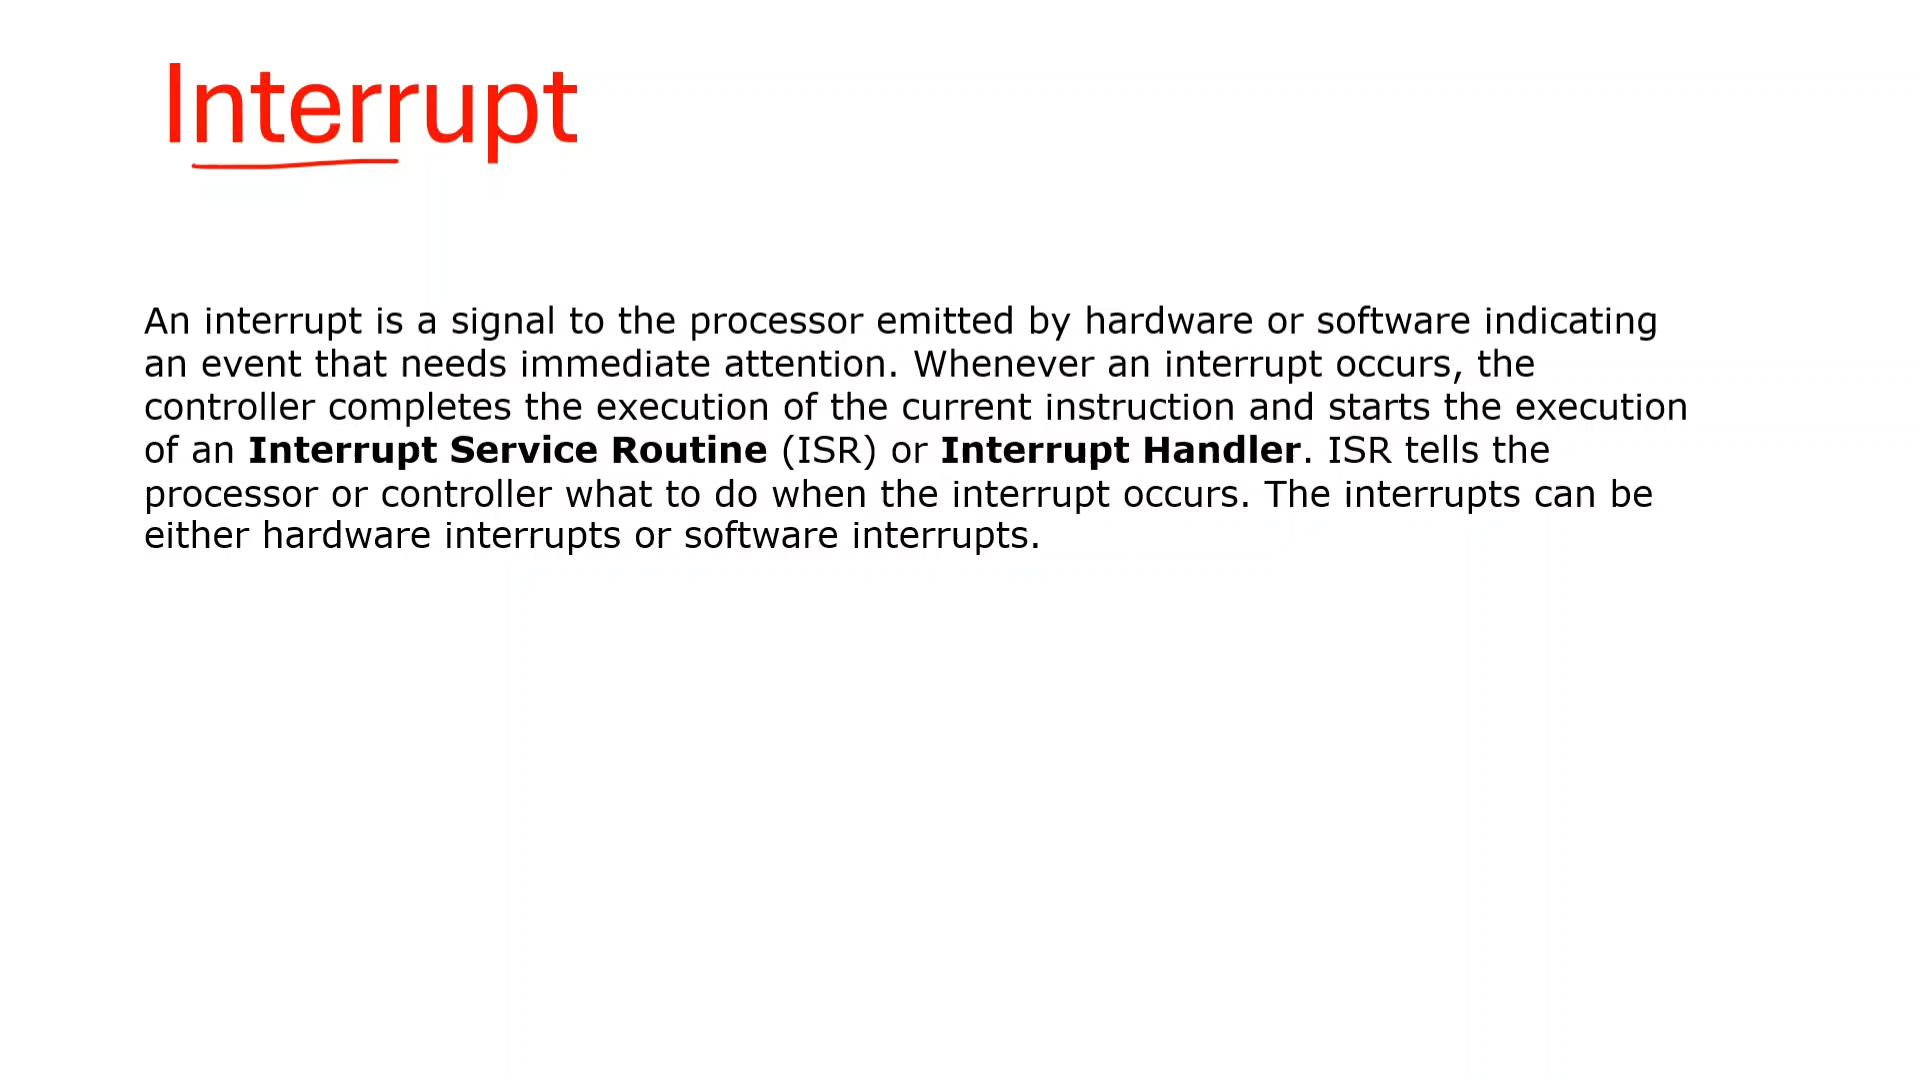 Interrupt
An interrupt is a signal to the processor emitted by hardware or software indicating
an event that needs immediate attention. Whenever an interrupt occurs, the
controller completes the execution of the current instruction and starts the execution
of an Interrupt Service Routine (ISR) or Interrupt Handler. ISR tells the
processor or controller what to do when the interrupt occurs. The interrupts can be
either hardware interrupts or software interrupts.